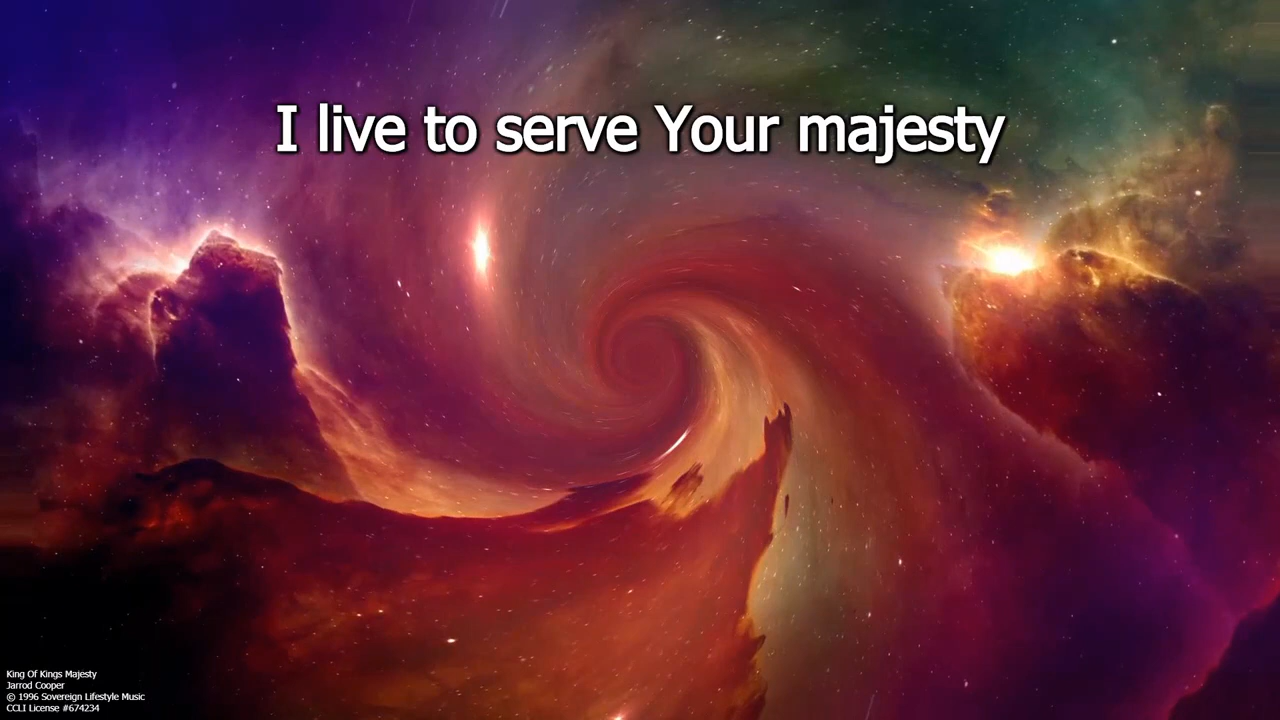 I live to serve Your majesty
King Of Kings Majesty
Jarrod Cooper
© 1996 Sovereign Lifestyle Music
CCLI License #674234